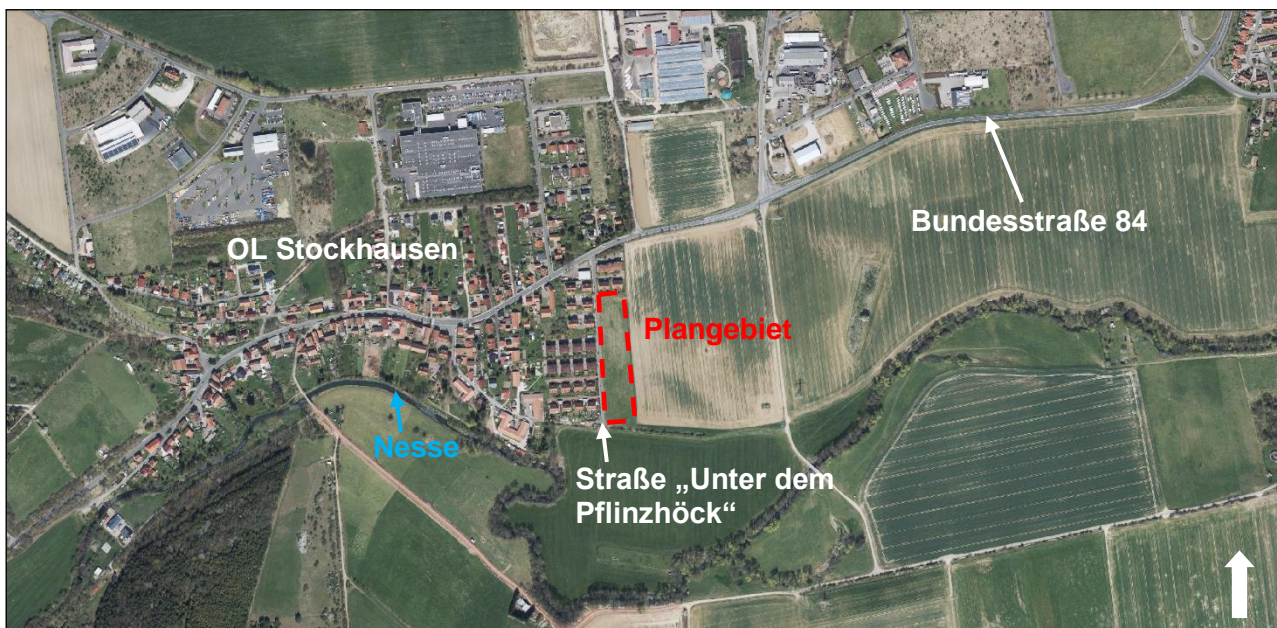 Bundesstraße 84
OL Stockhausen
Plangebiet
Nesse
Straße „Unter dem
Pflinzhöck“